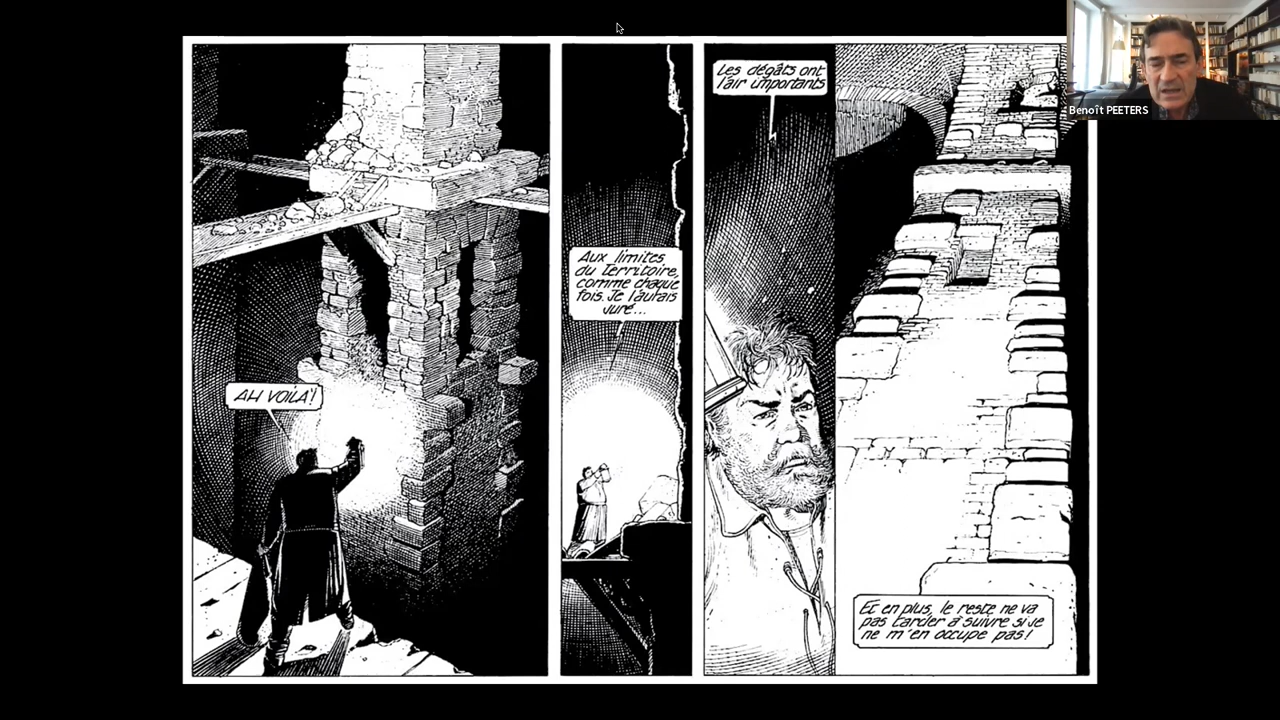 AH VOILÀ!
Aux limites
du territoire,
comme chaque
fois. Je l'aurais
juré...
Les dégâts ont
l'air importants
Et en plus, le reste ne va
pas tarder à suivre si je
ne m'en occupe pas!
Benoît PEETERS